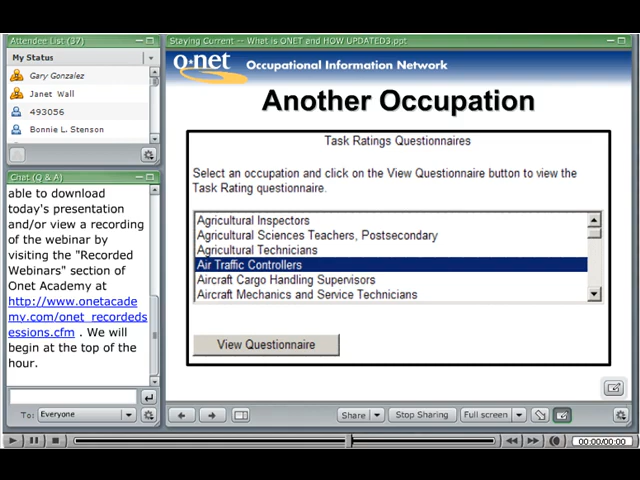 Attendee List (37)
My Status
Gary Gonzalez
Janet Wall
493056
Bonnie L. Stenson
Chat (Q & A)
able to download
today's presentation
and/or view a recording
of the webinar by
visiting the "Recorded
Webinars" section of
Onet Academy at
http://www.onetacade
my.com/onet_recordeds
essions.cfm . We will
begin at the top of the
hour.
To: Everyone
Staying Current -- What is ONET and HOW UPDATED3.ppt
o*net Occupational Information Network
Another Occupation
Task Ratings Questionnaires
Select an occupation and click on the View Questionnaire button to view the
Task Rating questionnaire.
Agricultural Inspectors
Agricultural Sciences Teachers, Postsecondary
Agricultural Technicians
Air Traffic Controllers
Aircraft Cargo Handling Supervisors
Aircraft Mechanics and Service Technicians
View Questionnaire
Share
Stop Sharing
Full screen
00:00/00:00